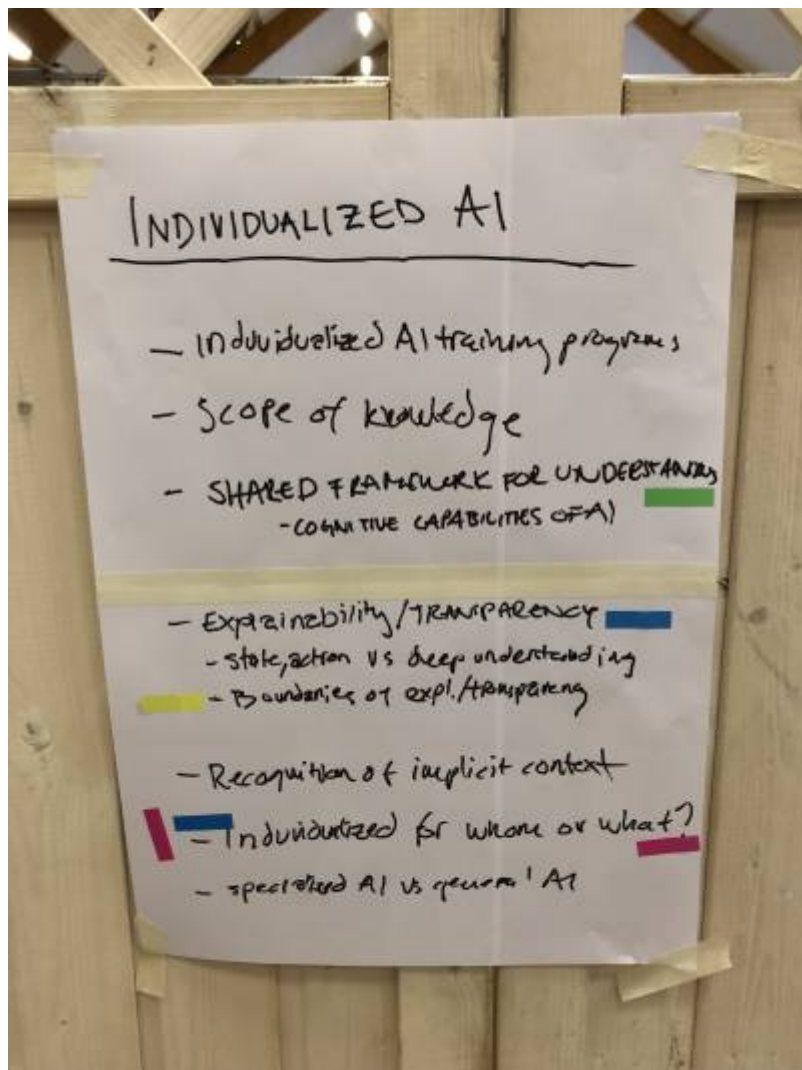 INDIVIDUALIZED AI
- Individualized AI training programs
- Scope of knowledge
- SHARED FRAMEWORK FOR UNDERSTANDING
- COGNITIVE CAPABILITIES OF AI
- Explainability/TRANSPARENCY
- state, action vs deep understanding
- Boundaries of expl./transparency
- Recognition of implicit context
- Individualized for whom or what?
- specialized AI vs general AI